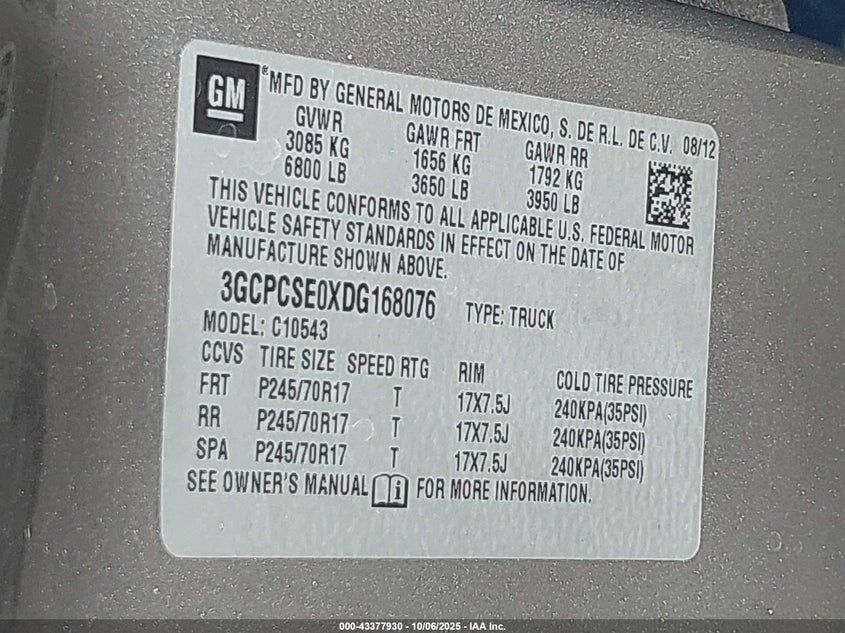 GM ® MFD BY GENERAL MOTORS DE MEXICO, S. DE R.L. DE C.V. 08/12
GVWR GAWR FRT GAWR RR
3085 KG 1656 KG 1792 KG
6800 LB 3650 LB 3950 LB
THIS VEHICLE CONFORMS TO ALL APPLICABLE U.S. FEDERAL MOTOR
VEHICLE SAFETY STANDARDS IN EFFECT ON THE DATE OF
MANUFACTURE SHOWN ABOVE.
3GCPCSE0XDG168076 TYPE: TRUCK
MODEL: C10543
CCVS TIRE SIZE SPEED RTG RIM COLD TIRE PRESSURE
FRT P245/70R17 T 17X7.5J 240KPA(35PSI)
RR P245/70R17 T 17X7.5J 240KPA(35PSI)
SPA P245/70R17 T 17X7.5J 240KPA(35PSI)
SEE OWNER'S MANUAL i FOR MORE INFORMATION.
000-43377930 - 10/06/2025 - IAA Inc.